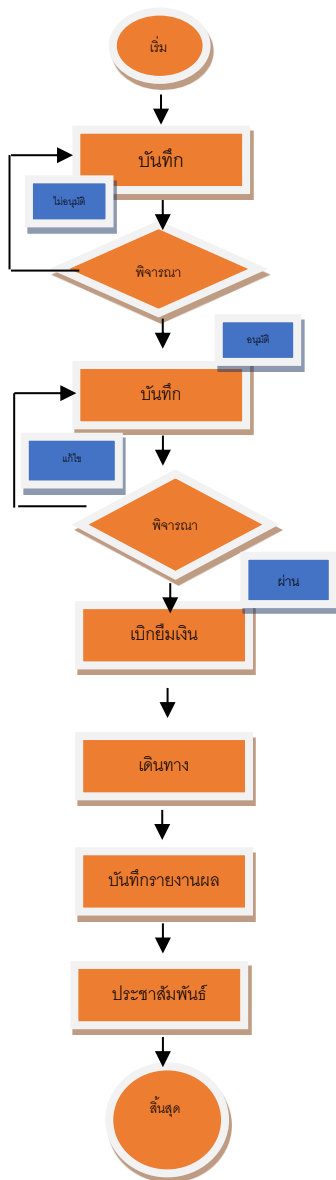 เริ่ม
บันทึก
ไม่อนุมัติ
พิจารณา
อนุมัติ
บันทึก
แก้ไข
พิจารณา
ผ่าน
เบิกยืมเงิน
เดินทาง
บันทึกรายงานผล
ประชาสัมพันธ์
สิ้นสุด